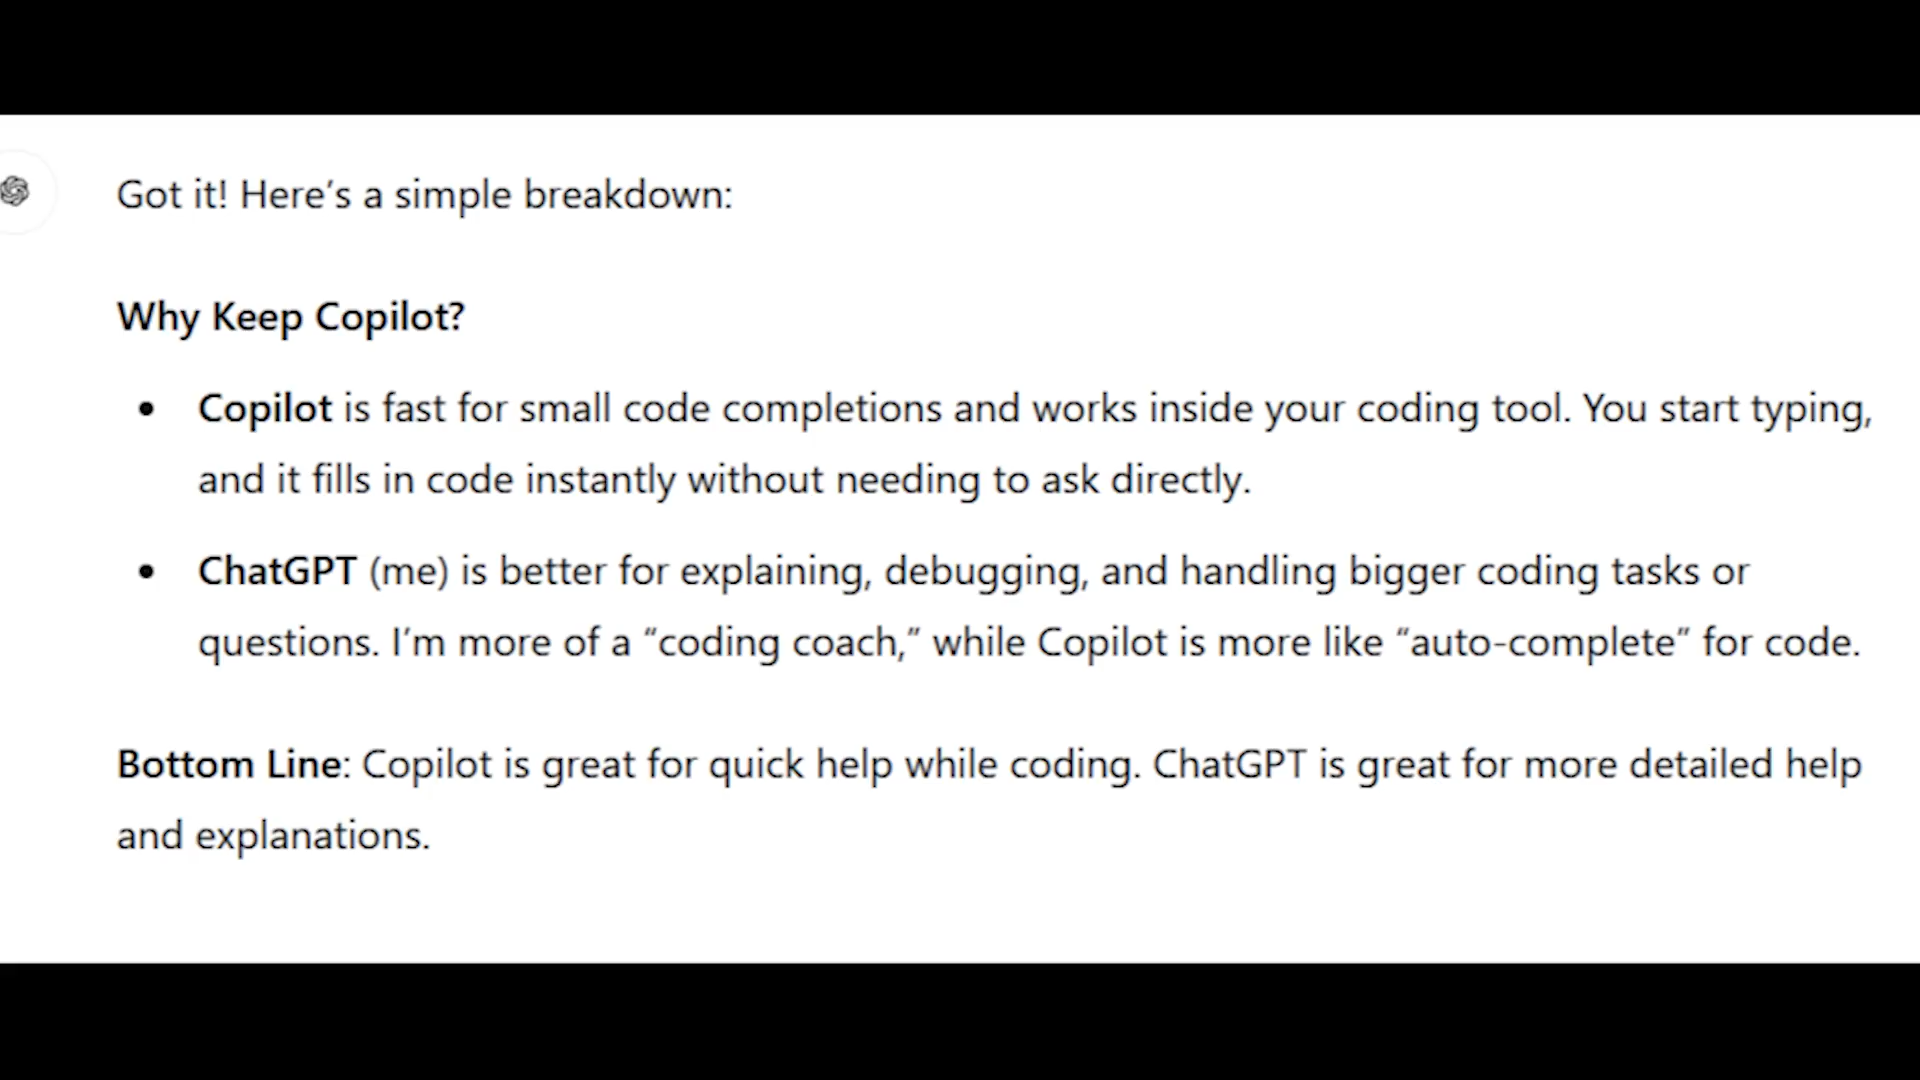 Got it! Here’s a simple breakdown:
Why Keep Copilot?
• Copilot is fast for small code completions and works inside your coding tool. You start typing,
and it fills in code instantly without needing to ask directly.
• ChatGPT (me) is better for explaining, debugging, and handling bigger coding tasks or
questions. I’m more of a “coding coach,” while Copilot is more like “auto-complete” for code.
Bottom Line: Copilot is great for quick help while coding. ChatGPT is great for more detailed help
and explanations.